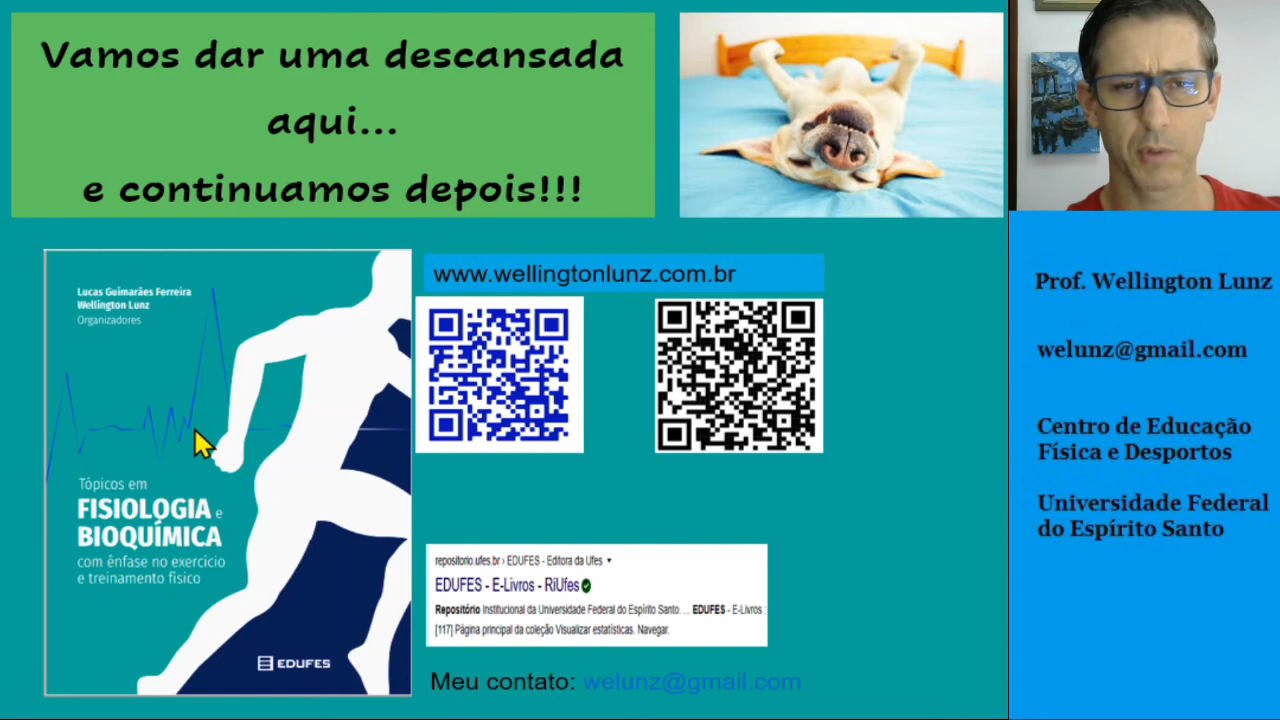 Vamos dar uma descansada
aqui...
e continuamos depois!!!
Prof. Wellington Lunz
welunz@gmail.com
Centro de Educação
Física e Desportos
Universidade Federal
do Espírito Santo
www.wellingtonlunz.com.br
Lucas Guimarães Ferreira
Wellington Lunz
Organizadores
Tópicos em
FISIOLOGIA e
BIOQUÍMICA
com ênfase no exercício
e treinamento físico
EDUFES
repositorio.ufes.br › EDUFES - Editora da Ufes
EDUFES - E-Livros - RiUfes
Repositório Institucional da Universidade Federal do Espírito Santo. ... EDUFES - E-Livros :
[117] Página principal da coleção Visualizar estatísticas. Navegar.
Meu contato: welunz@gmail.com